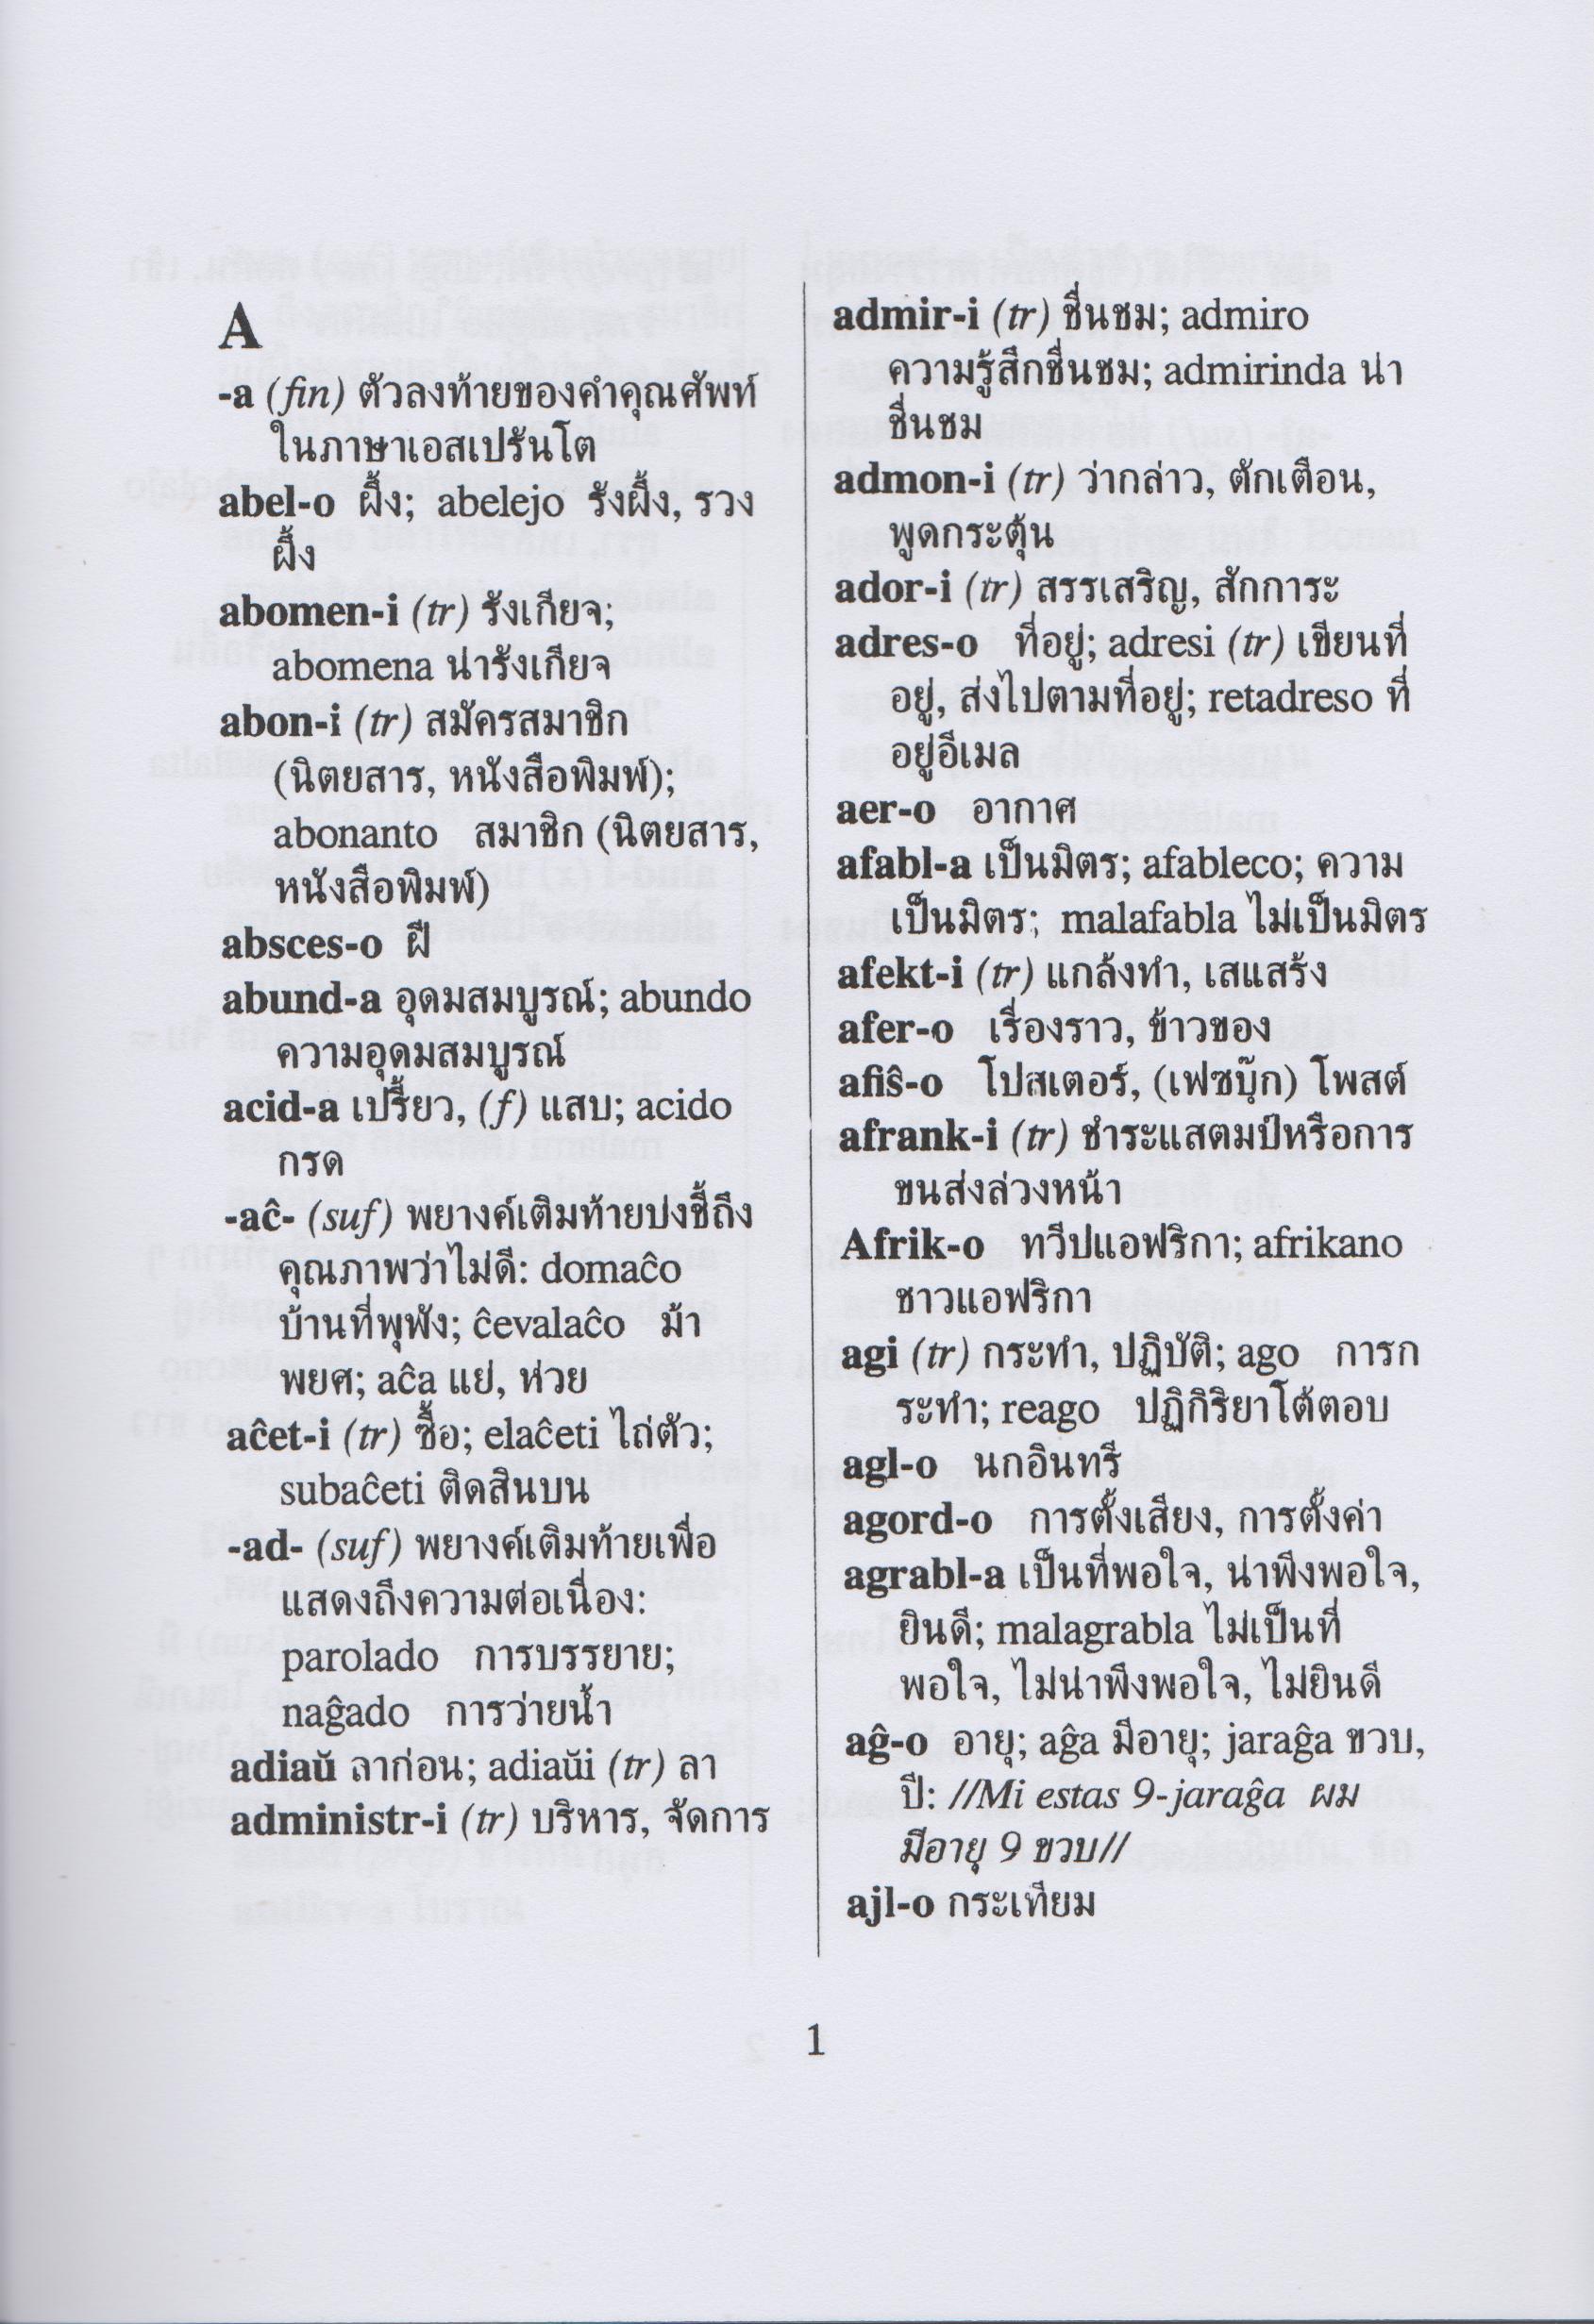 A
-a (fin) ตัวลงท้ายของคำคุณศัพท์
ในภาษาเอสเปรันโต
abel-o ผึ้ง; abelejo รังผึ้ง, รวง
ผึ้ง
abomen-i (tr) รังเกียจ;
abomena น่ารังเกียจ
abon-i (tr) สมัครสมาชิก
(นิตยสาร, หนังสือพิมพ์);
abonanto สมาชิก (นิตยสาร,
หนังสือพิมพ์)
absces-o ฝี
abund-a อุดมสมบูรณ์; abundo
ความอุดมสมบูรณ์
acid-a เปรี้ยว, (f) แสบ; acido
กรด
-aĉ- (suf) พยางค์เติมท้ายบ่งชี้ถึง
คุณภาพว่าไม่ดี: domaĉo
บ้านที่พุพัง; ĉevalaĉo ม้า
พยศ; aĉa แย่, ห่วย
aĉet-i (tr) ซื้อ; elaĉeti ไถ่ตัว;
subaĉeti ติดสินบน
-ad- (suf) พยางค์เติมท้ายเพื่อ
แสดงถึงความต่อเนื่อง:
parolado การบรรยาย;
naĝado การว่ายน้ำ
adiaŭ ลาก่อน; adiaŭi (tr) ลา
administr-i (tr) บริหาร, จัดการ
admir-i (tr) ชื่นชม; admiro
ความรู้สึกชื่นชม; admirinda น่า
ชื่นชม
admon-i (tr) ว่ากล่าว, ตักเตือน,
พูดกระตุ้น
ador-i (tr) สรรเสริญ, สักการะ
adres-o ที่อยู่; adresi (tr) เขียนที่
อยู่, ส่งไปตามที่อยู่; retadreso ที่
อยู่อีเมล
aer-o อากาศ
afabl-a เป็นมิตร; afableco; ความ
เป็นมิตร; malafabla ไม่เป็นมิตร
afekt-i (tr) แกล้งทำ, เสแสร้ง
afer-o เรื่องราว, ข้าวของ
afiŝ-o โปสเตอร์, (เฟซบุ๊ก) โพสต์
afrank-i (tr) ชำระแสตมป์หรือการ
ขนส่งล่วงหน้า
Afrik-o ทวีปแอฟริกา; afrikano
ชาวแอฟริกา
agi (tr) กระทำ, ปฏิบัติ; ago การก
ระทำ; reago ปฏิกิริยาโต้ตอบ
agl-o นกอินทรี
agord-o การตั้งเสียง, การตั้งค่า
agrabl-a เป็นที่พอใจ, น่าพึงพอใจ,
ยินดี; malagrabla ไม่เป็นที่
พอใจ, ไม่น่าพึงพอใจ, ไม่ยินดี
aĝ-o อายุ; aĝa มีอายุ; jaraĝa ขวบ,
ปี: //Mi estas 9-jaraĝa ผม
มีอายุ 9 ขวบ//
ajl-o กระเทียม
1